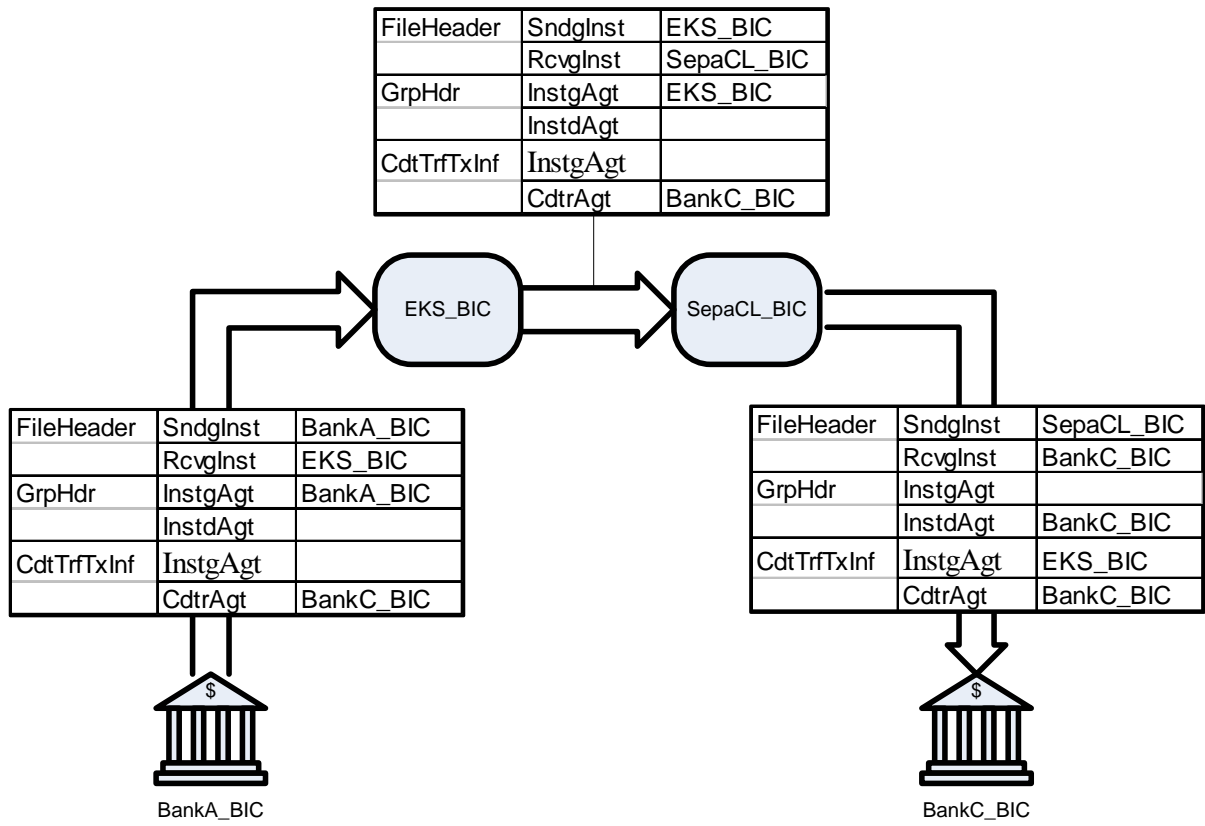 FileHeader SndgInst EKS_BIC
RcvgInst SepaCL_BIC
GrpHdr InstgAgt EKS_BIC
InstdAgt
CdtTrfTxInf InstgAgt
CdtrAgt BankC_BIC
EKS_BIC
SepaCL_BIC
FileHeader SndgInst BankA_BIC
RcvgInst EKS_BIC
GrpHdr InstgAgt BankA_BIC
InstdAgt
CdtTrfTxInf InstgAgt
CdtrAgt BankC_BIC
FileHeader SndgInst SepaCL_BIC
RcvgInst BankC_BIC
GrpHdr InstgAgt
InstdAgt BankC_BIC
CdtTrfTxInf InstgAgt EKS_BIC
CdtrAgt BankC_BIC
$
BankA_BIC
$
BankC_BIC